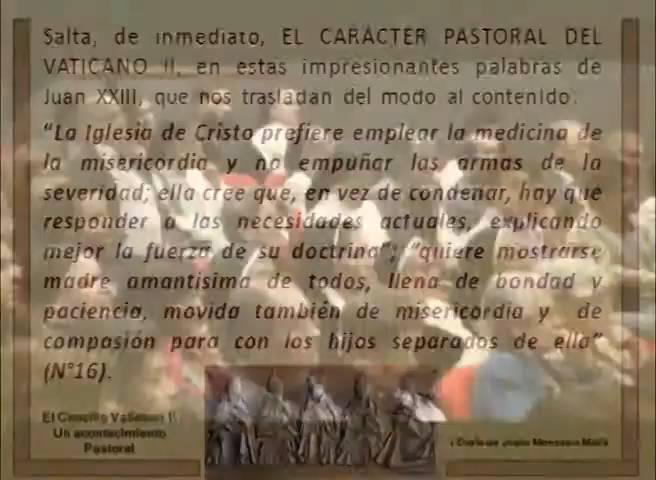 Salta, de inmediato, EL CARÁCTER PASTORAL DEL
VATICANO II, en estas impresionantes palabras de
Juan XXIII, que nos trasladan del modo al contenido:
“La Iglesia de Cristo prefiere emplear la medicina de
la misericordia y no empuñar las armas de la
severidad; ella cree que, en vez de condenar, hay que
responder a las necesidades actuales, explicando
mejor la fuerza de su doctrina”; “quiere mostrarse
madre amantísima de todos, llena de bondad y
paciencia, movida también de misericordia y de
compasión para con los hijos separados de ella”
(N°16).
El Concilio Vaticano II
Un acontecimiento
Pastoral